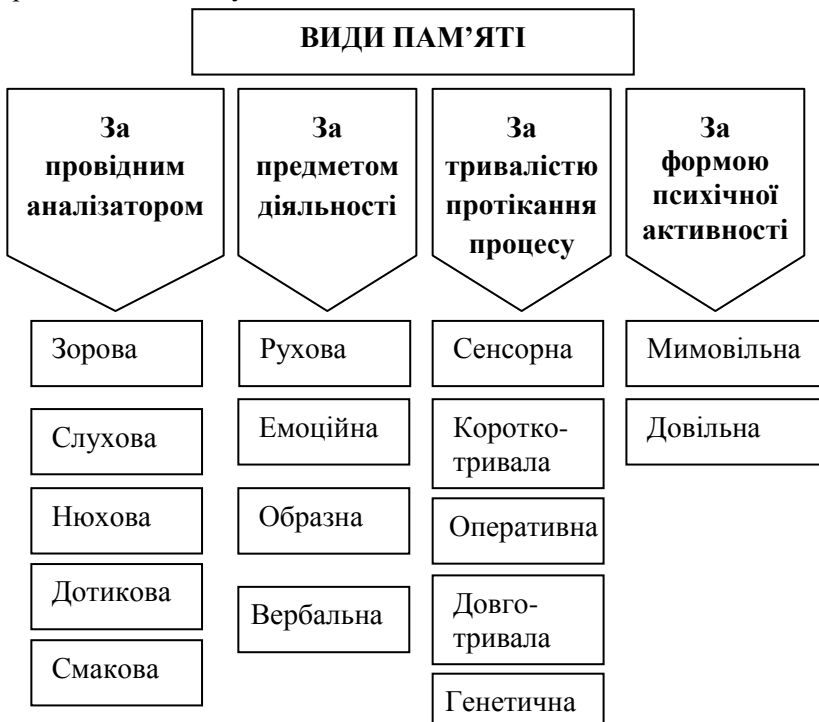 ВИДИ ПАМ’ЯТІ
За
провідним
аналізатором
За
предметом
діяльності
За
тривалістю
протікання
процесу
За
формою
психічної
активності
Зорова
Слухова
Нюхова
Дотикова
Смакова
Рухова
Емоційна
Образна
Вербальна
Сенсорна
Коротко-
тривала
Оперативна
Довго-
тривала
Генетична
Мимовільна
Довільна